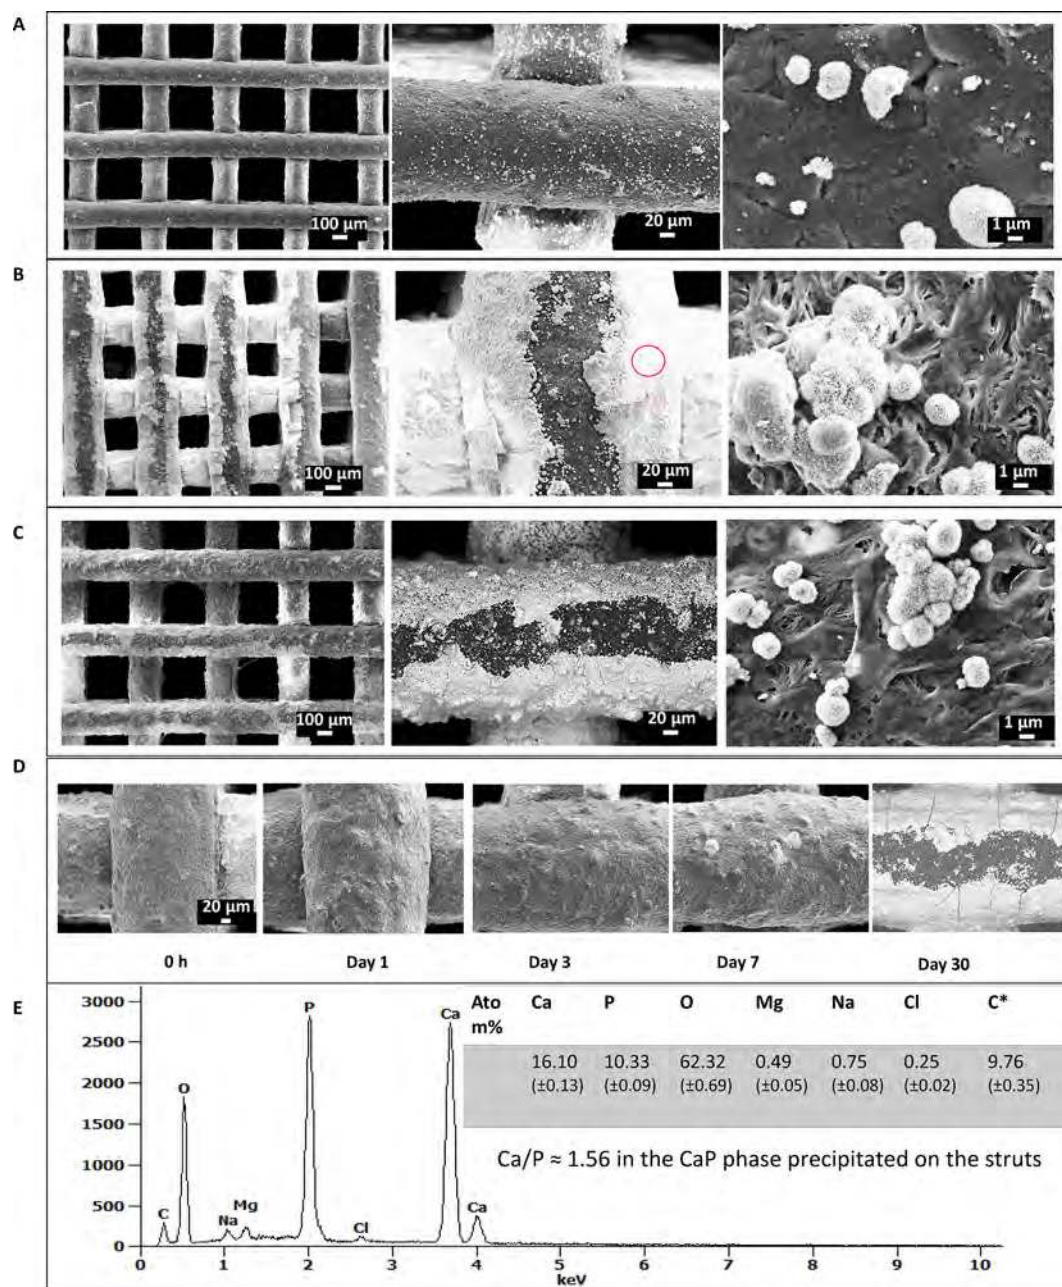 A
100 µm
20 µm
1 µm
B
100 µm
20 µm
1 µm
C
100 µm
20 µm
1 µm
D
20 µm
0 h Day 1 Day 3 Day 7 Day 30
E
3000
2500
2000
1500
1000
500
0
C
O
Na
Mg
P
Cl
Ca
Ca
0 1 2 3 4 5 6 7 8 9 10
keV
Ato Ca P O Mg Na Cl C*
m%
16.10 10.33 62.32 0.49 0.75 0.25 9.76
(±0.13) (±0.09) (±0.69) (±0.05) (±0.08) (±0.02) (±0.35)
Ca/P ≈ 1.56 in the CaP phase precipitated on the struts